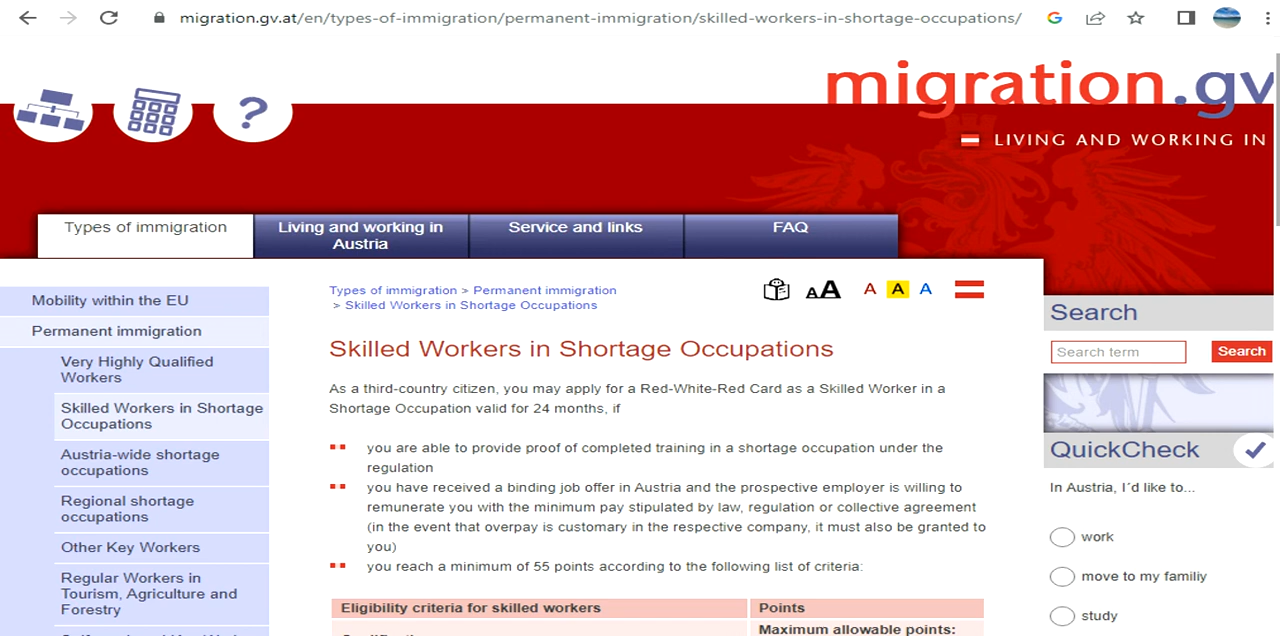 migration.gv.at/en/types-of-immigration/permanent-immigration/skilled-workers-in-shortage-occupations/
migration.gv
LIVING AND WORKING IN
Types of immigration
Living and working in
Austria
Service and links
FAQ
Mobility within the EU
Permanent immigration
Very Highly Qualified
Workers
Skilled Workers in Shortage
Occupations
Austria-wide shortage
occupations
Regional shortage
occupations
Other Key Workers
Regular Workers in
Tourism, Agriculture and
Forestry
Types of immigration > Permanent immigration
> Skilled Workers in Shortage Occupations
AA
A A A
Skilled Workers in Shortage Occupations
As a third-country citizen, you may apply for a Red-White-Red Card as a Skilled Worker in a
Shortage Occupation valid for 24 months, if
you are able to provide proof of completed training in a shortage occupation under the
regulation
you have received a binding job offer in Austria and the prospective employer is willing to
remunerate you with the minimum pay stipulated by law, regulation or collective agreement
(in the event that overpay is customary in the respective company, it must also be granted to
you)
you reach a minimum of 55 points according to the following list of criteria:
Eligibility criteria for skilled workers
Points
Maximum allowable points:
Search
Search term
Search
QuickCheck
In Austria, I´d like to...
work
move to my familiy
study